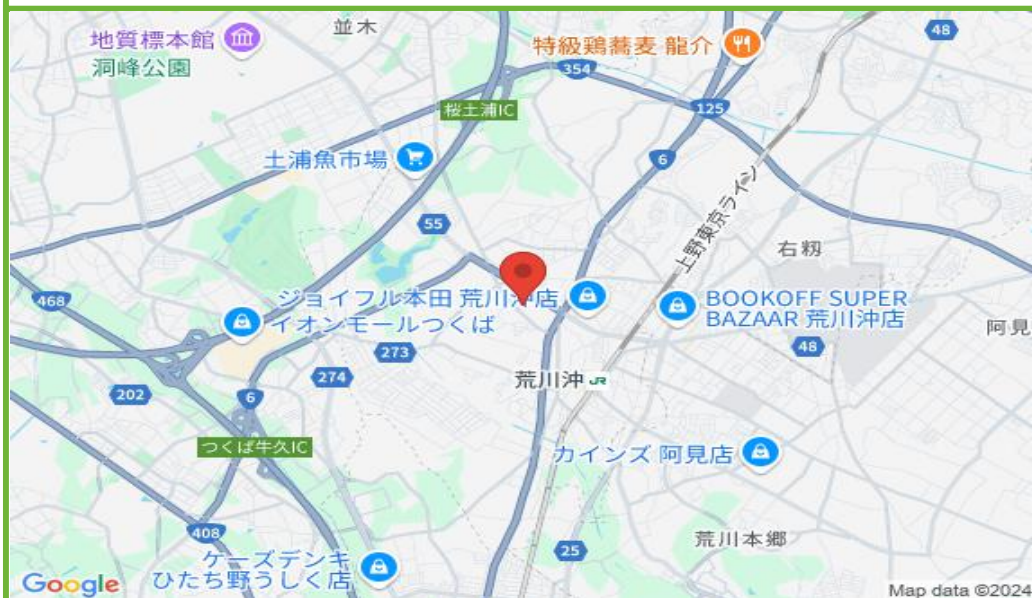 地質標本館
洞峰公園
並木
特級鶏蕎麦 龍介
48
354
125
桜土浦IC
土浦魚市場
6
55
上野東京ライン
右籾
468
ジョイフル本田 荒川沖店
イオンモールつくば
BOOKOFF SUPER
BAZAAR 荒川沖店
阿見
48
273
274
荒川沖 JR
202
6
つくば牛久IC
カインズ 阿見店
408
25
荒川本郷
ケーズデンキ
ひたち野うしく店
Google
Map data ©2024